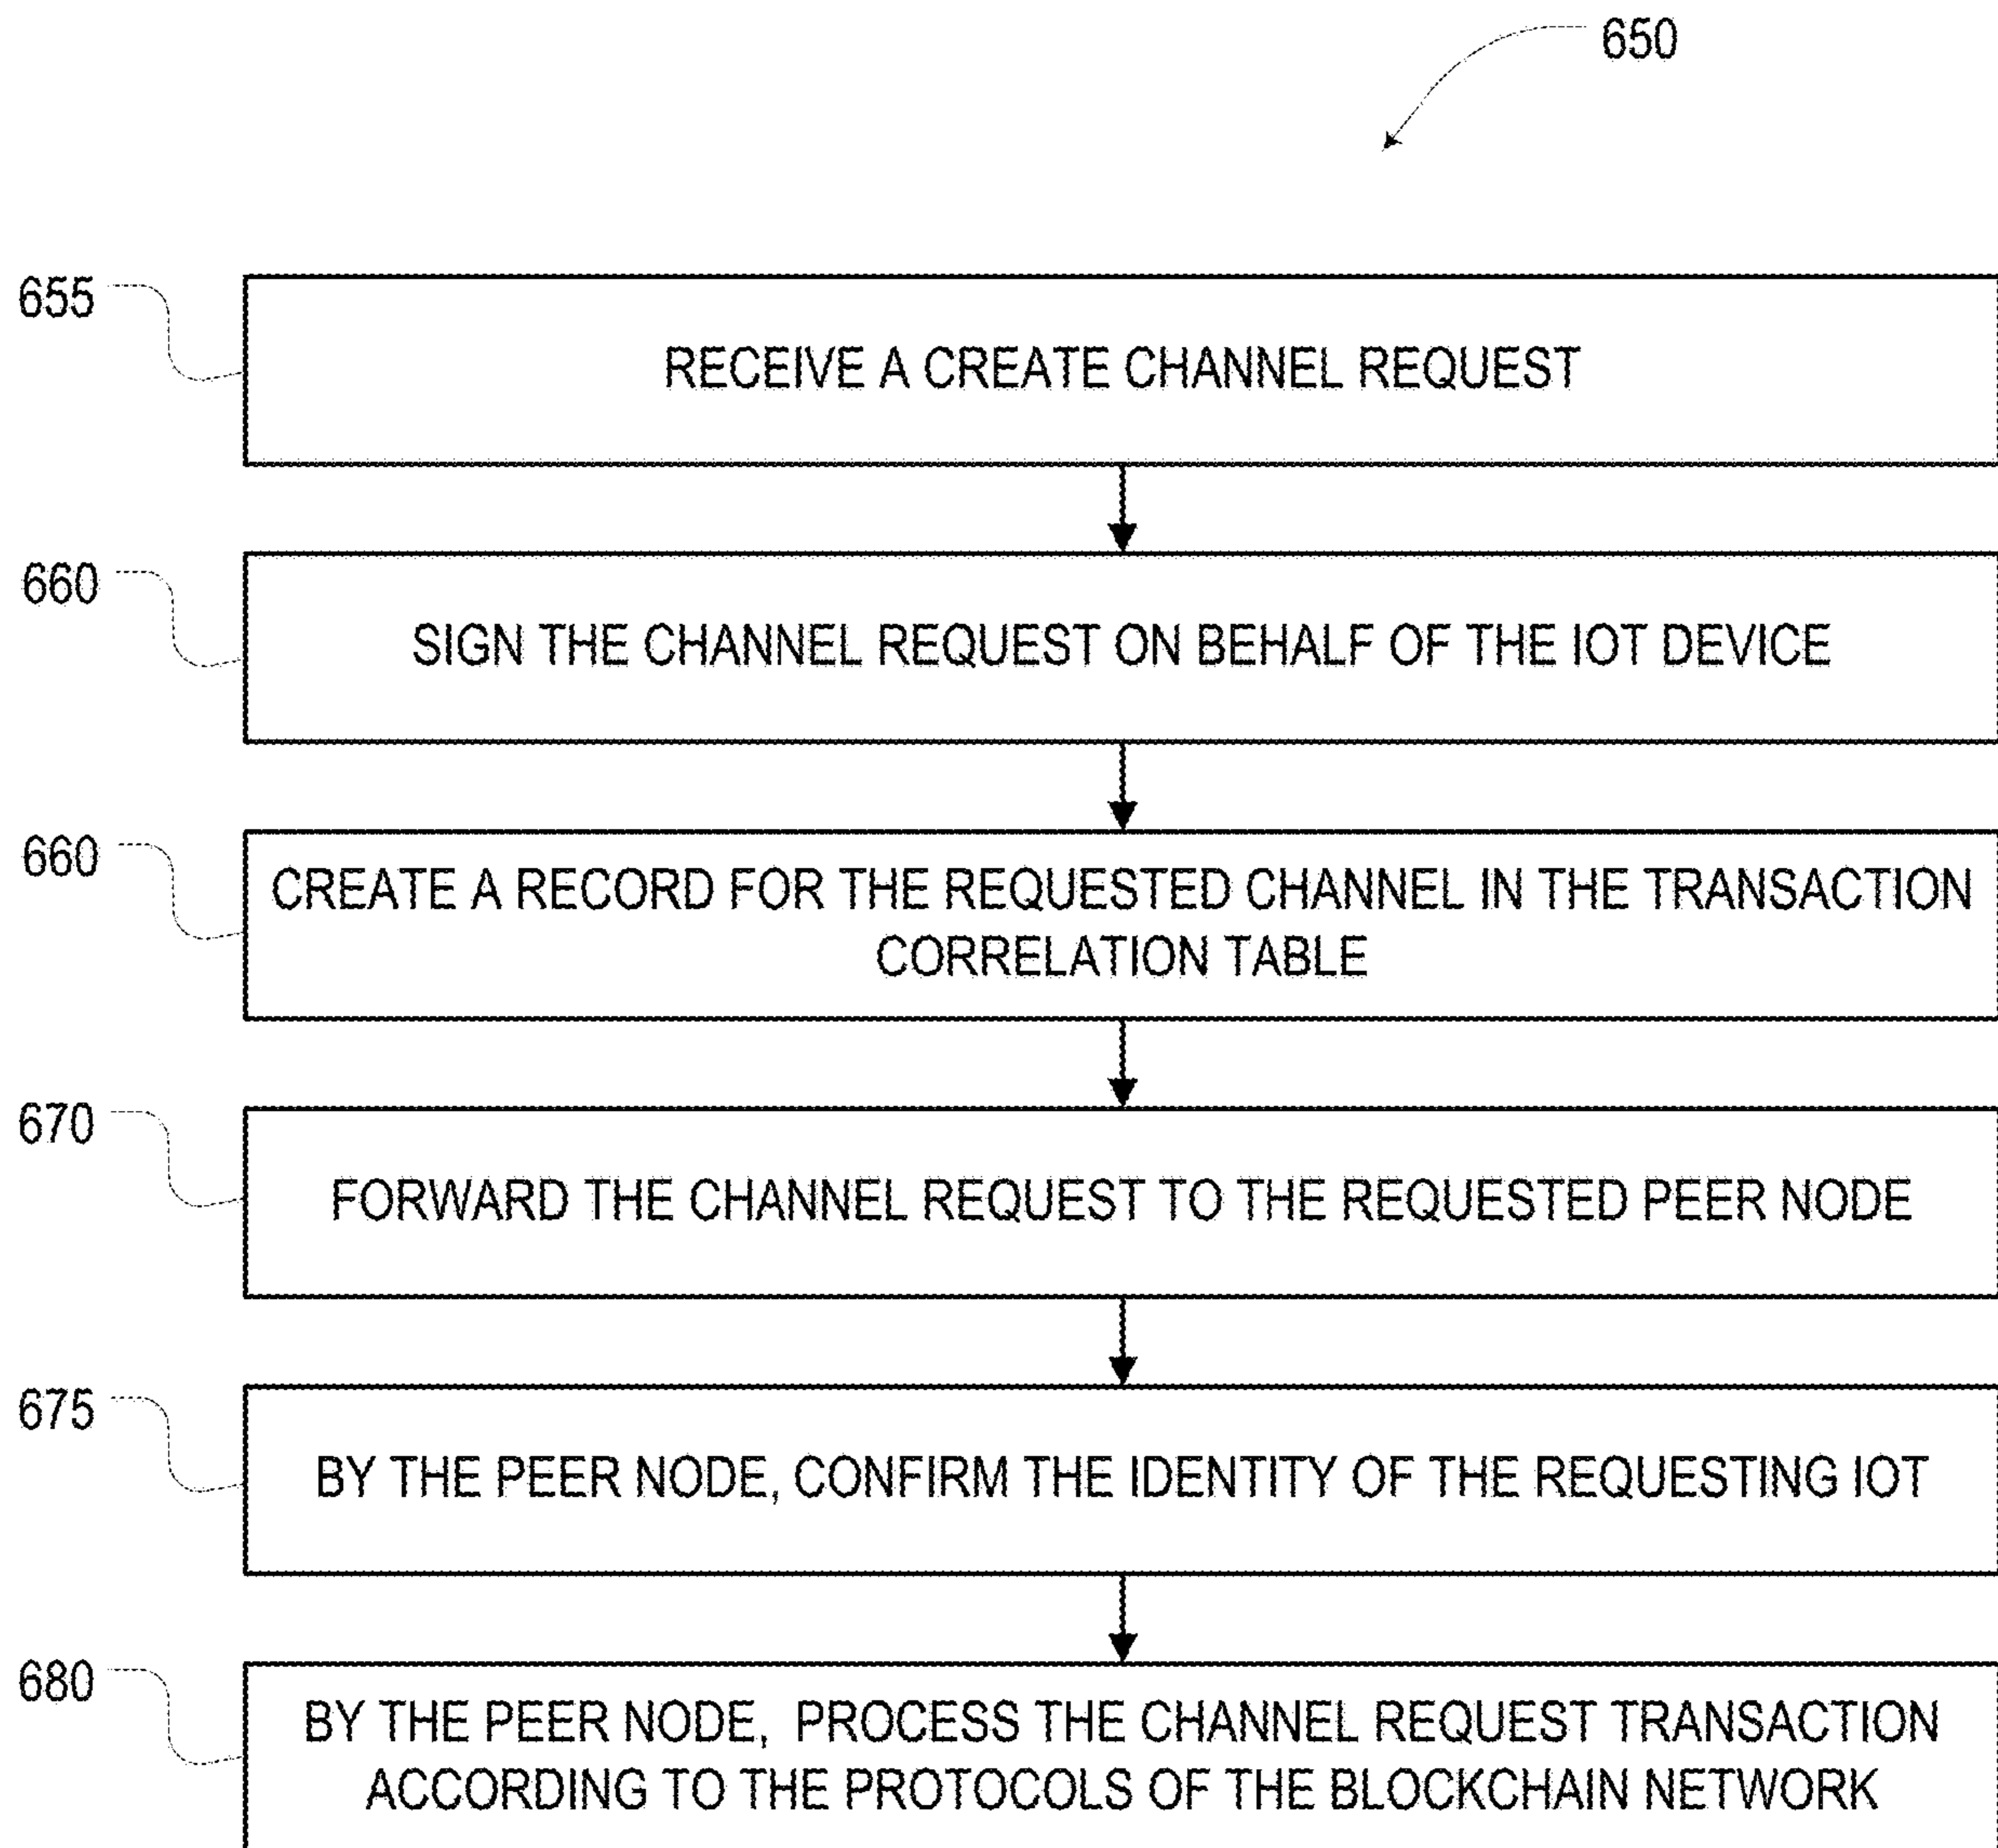 650
655
RECEIVE A CREATE CHANNEL REQUEST
660
SIGN THE CHANNEL REQUEST ON BEHALF OF THE IOT DEVICE
660
CREATE A RECORD FOR THE REQUESTED CHANNEL IN THE TRANSACTION
CORRELATION TABLE
670
FORWARD THE CHANNEL REQUEST TO THE REQUESTED PEER NODE
675
BY THE PEER NODE, CONFIRM THE IDENTITY OF THE REQUESTING IOT
680
BY THE PEER NODE, PROCESS THE CHANNEL REQUEST TRANSACTION
ACCORDING TO THE PROTOCOLS OF THE BLOCKCHAIN NETWORK